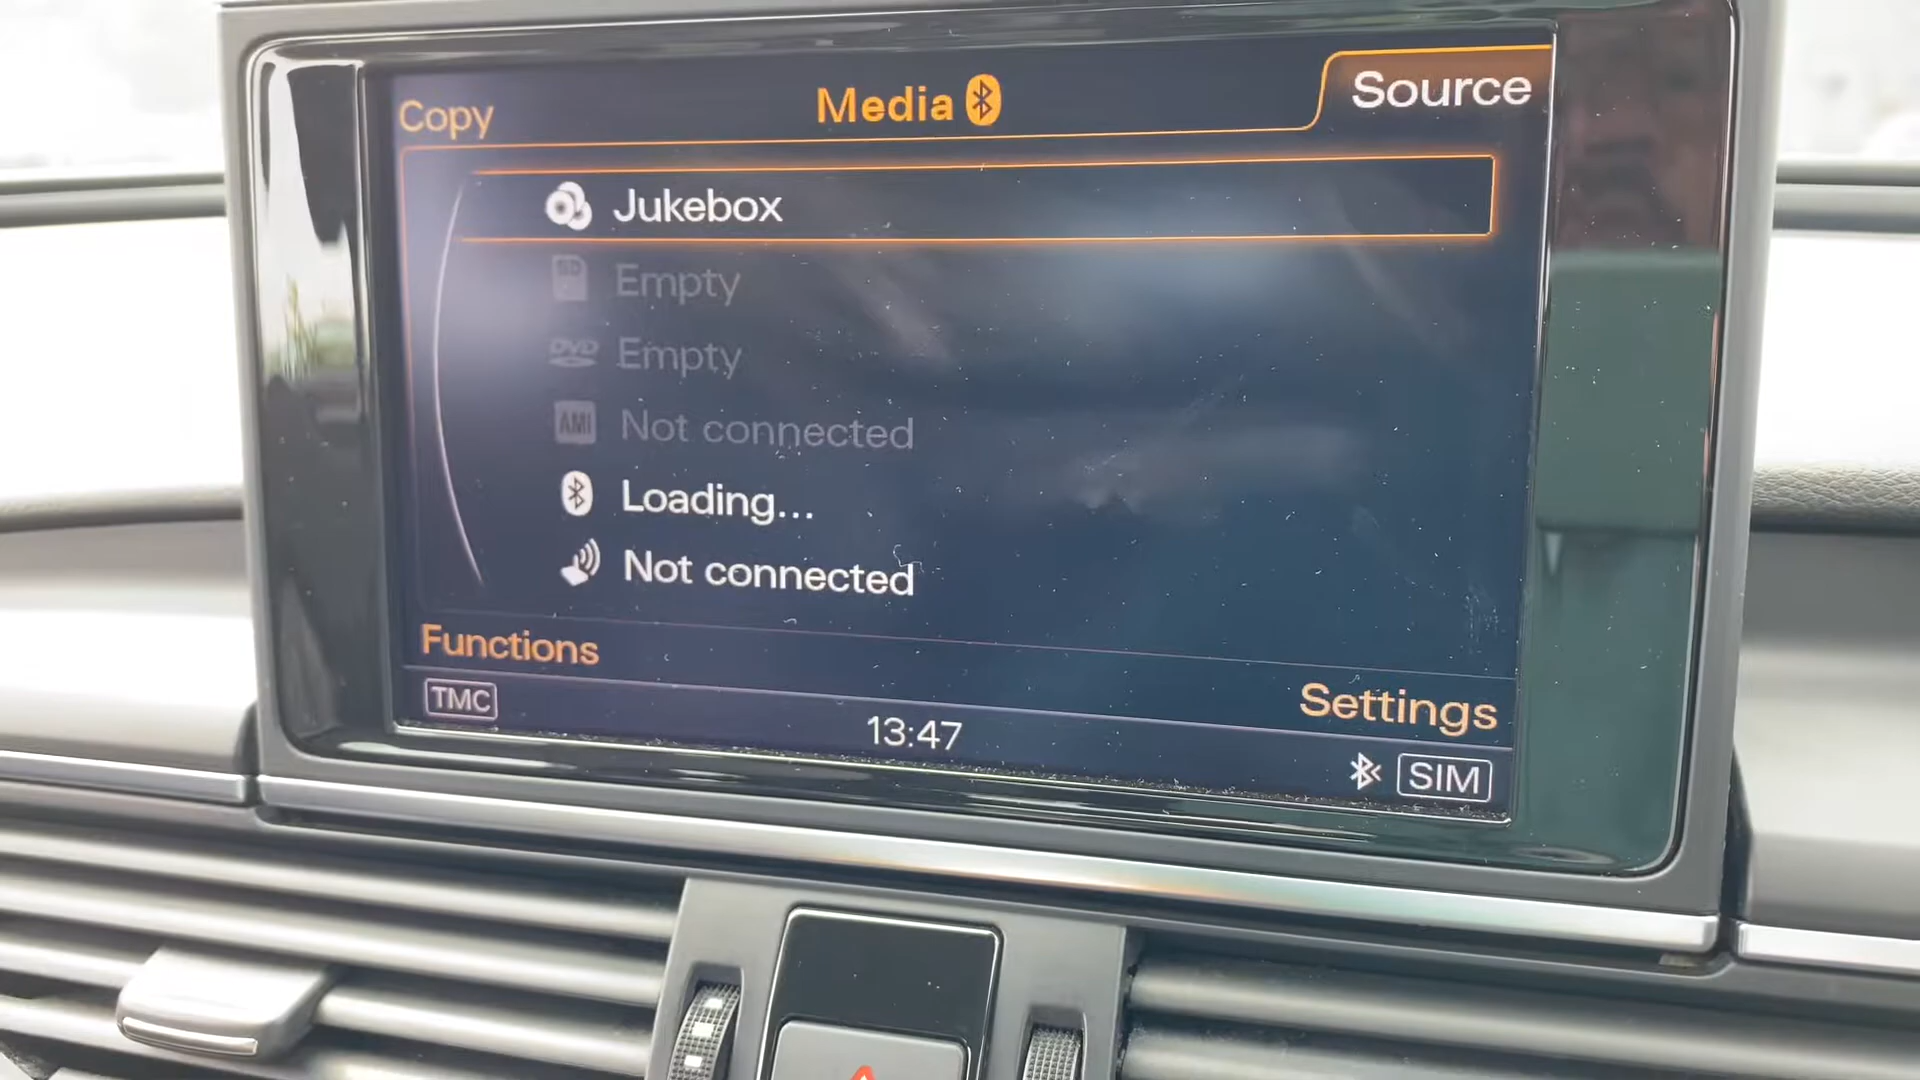 Copy
Media
Source
Jukebox
SD Empty
DVD Empty
AMI Not connected
Loading...
Not connected
Functions
Settings
TMC
13:47
SIM